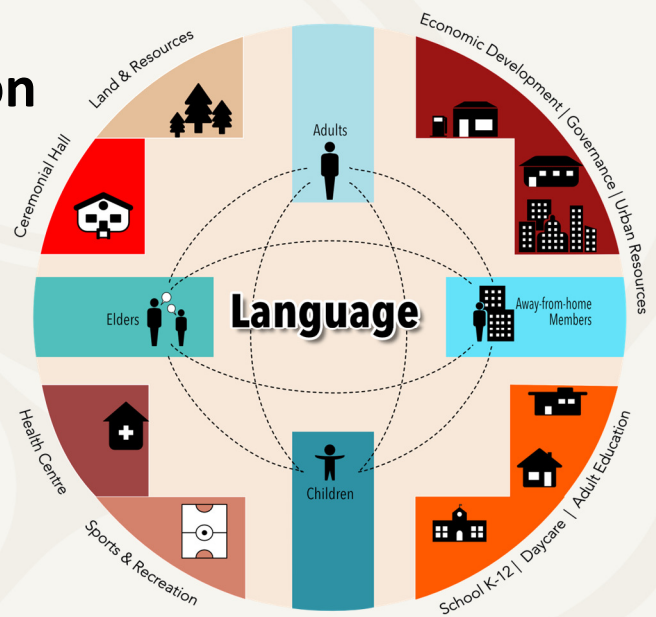 on
Land & Resources
Economic Development | Governance | Urban Resources
Ceremonial Hall
Adults
Elders
Language
Away-from-home
Members
Children
Health Centre
Sports & Recreation
School K-12 | Daycare | Adult Education